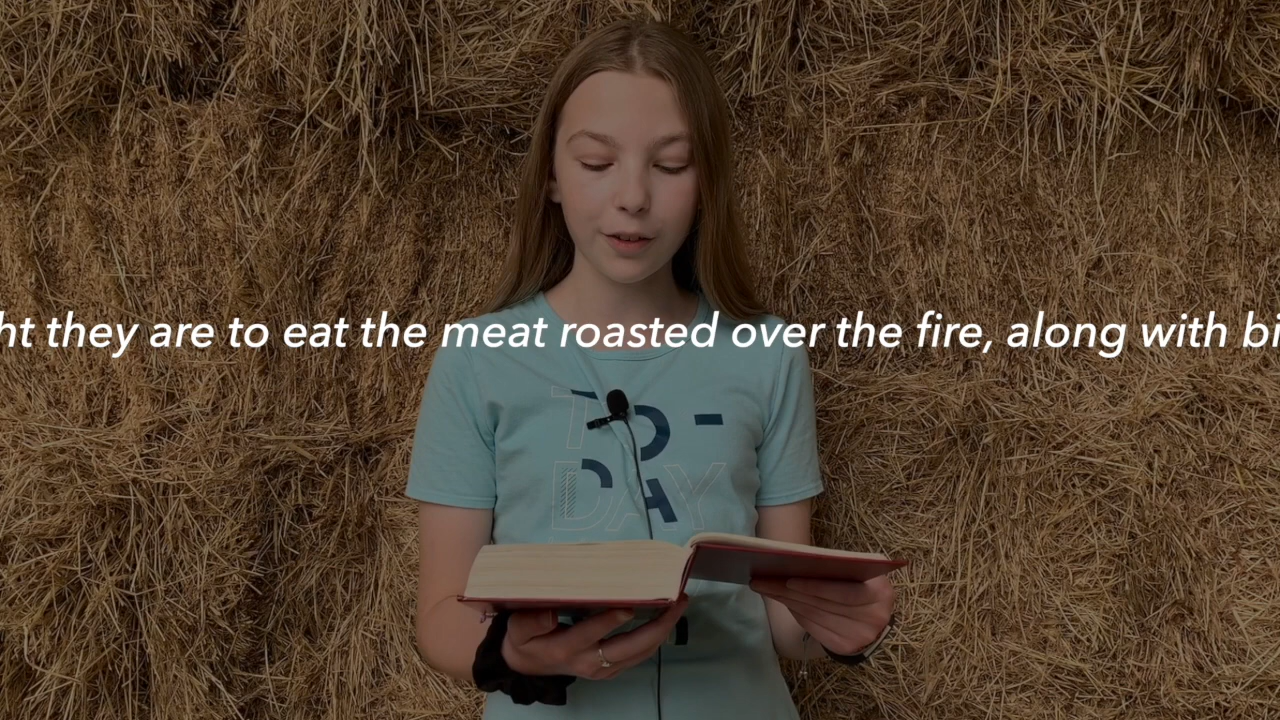 ht they are to eat the meat roasted over the fire, along with bi
TO-
DAY